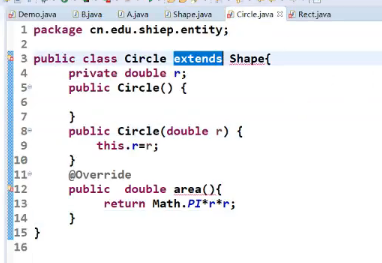 Demo.java B.java A.java Shape.java Circle.java Rect.java
1 package cn.edu.shiep.entity;
2
3 public class Circle extends Shape{
4 private double r;
5 public Circle() {
6
7 }
8 public Circle(double r) {
9 this.r=r;
10 }
11 @Override
12 public double area(){
13 return Math.PI*r*r;
14 }
15 }
16